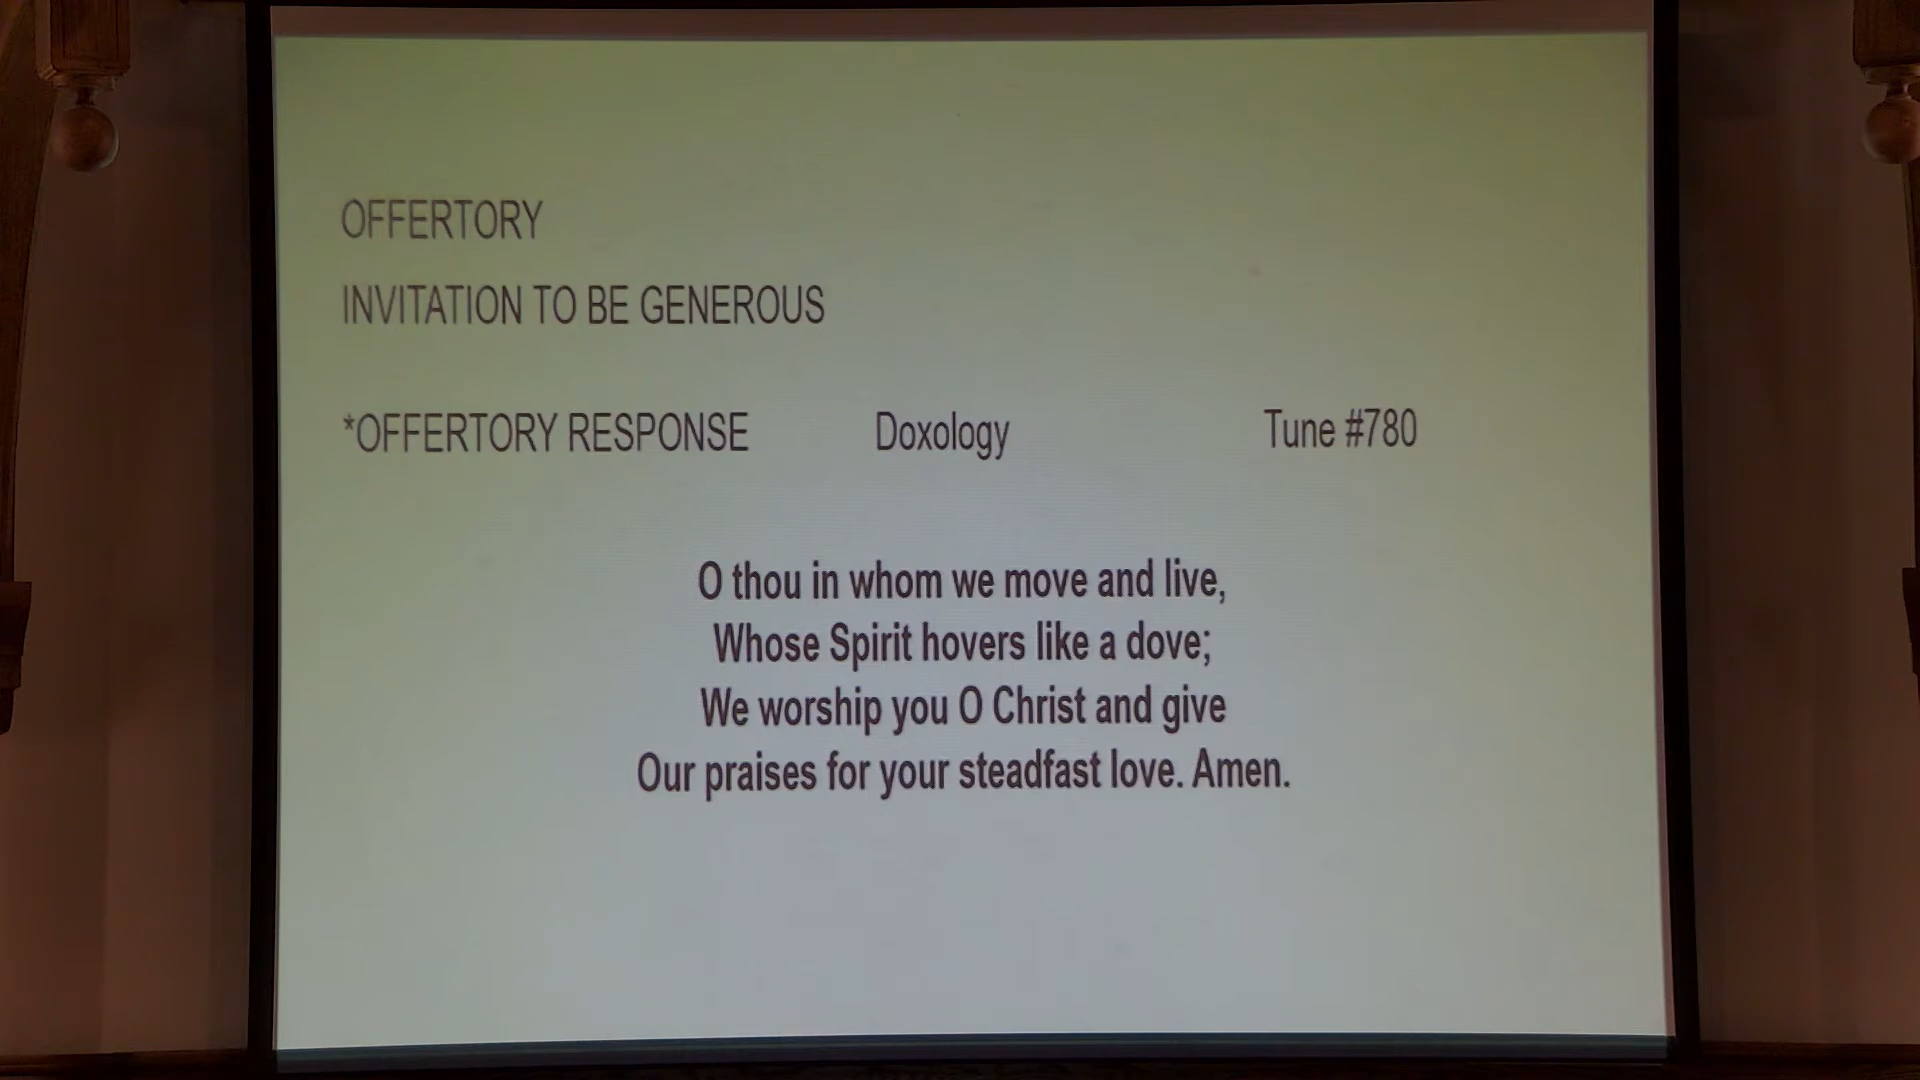 OFFERTORY
INVITATION TO BE GENEROUS
*OFFERTORY RESPONSE Doxology Tune #780
O thou in whom we move and live,
Whose Spirit hovers like a dove;
We worship you O Christ and give
Our praises for your steadfast love. Amen.